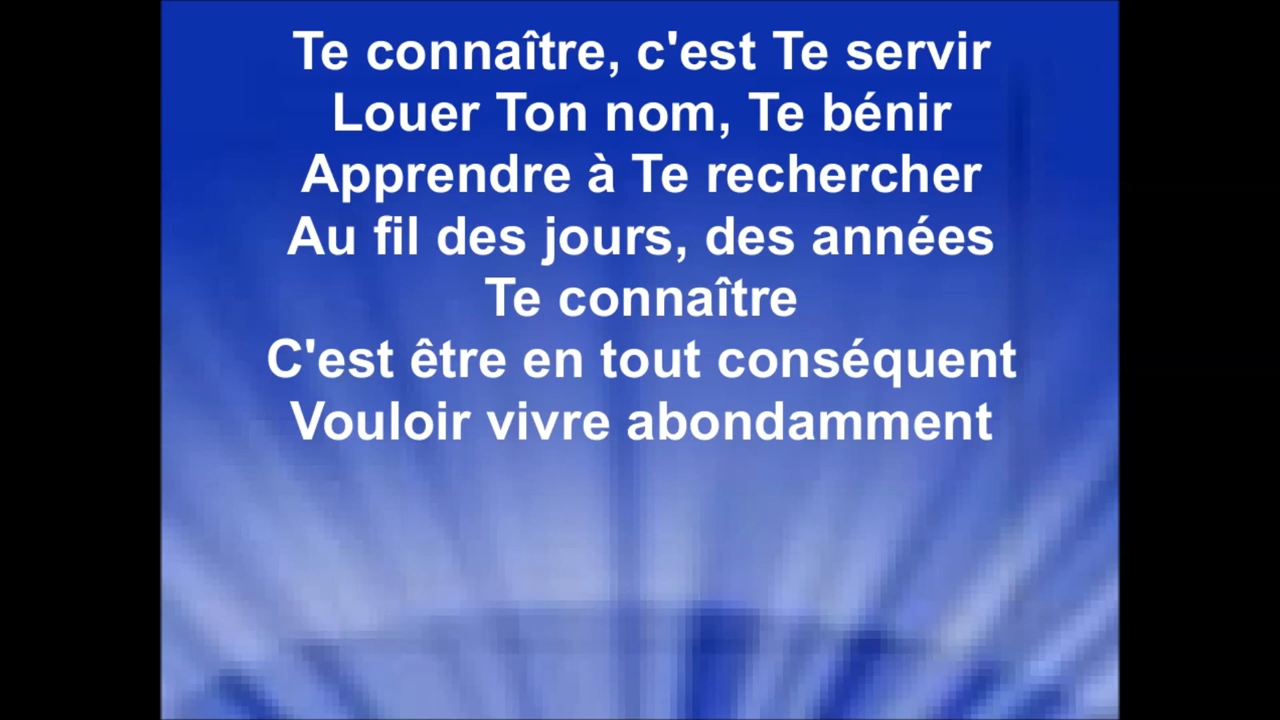 Te connaître, c'est Te servir
Louer Ton nom, Te bénir
Apprendre à Te rechercher
Au fil des jours, des années
Te connaître
C'est être en tout conséquent
Vouloir vivre abondamment